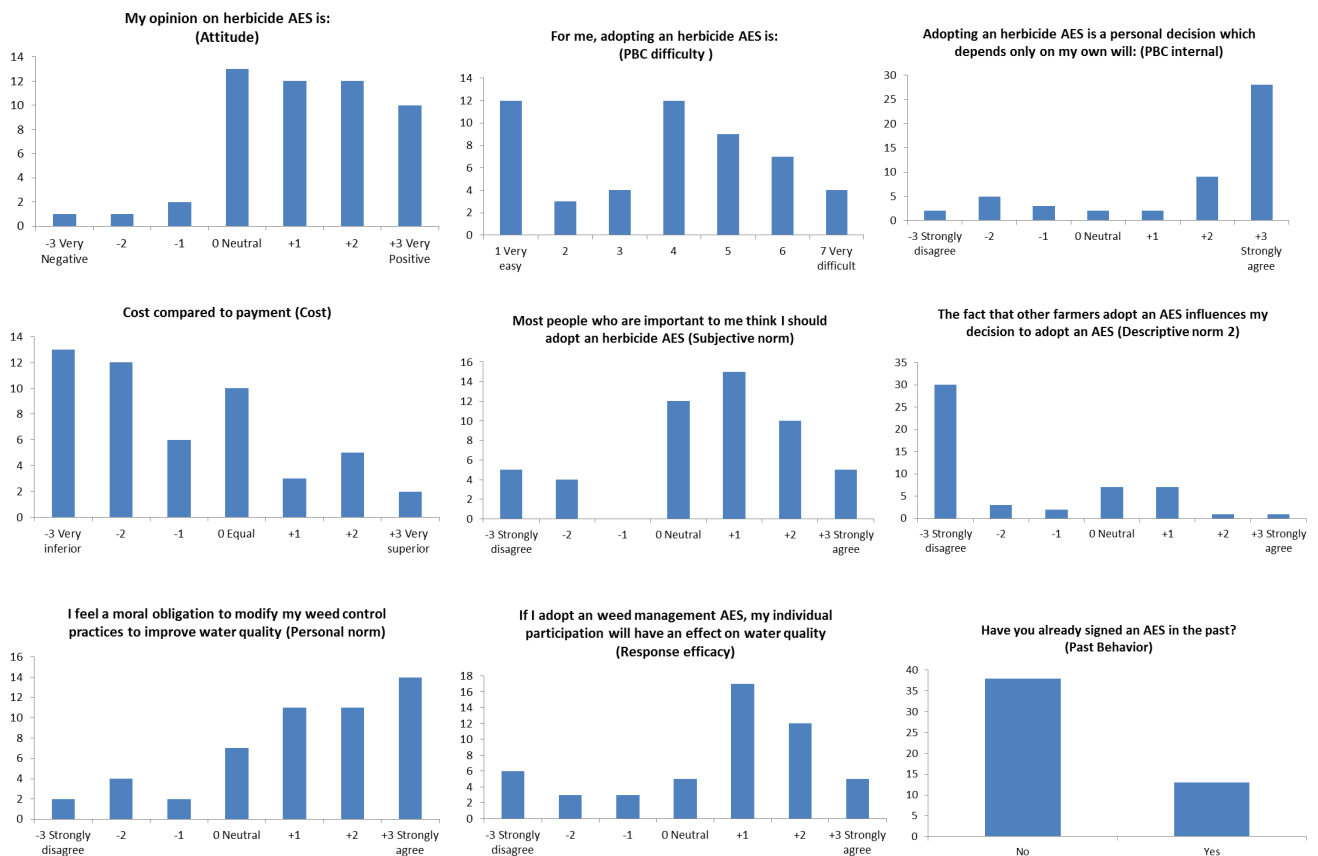 My opinion on herbicide AES is:
(Attitude)
14
12
10
8
6
4
2
0
-3 Very
Negative
-2
-1
0 Neutral
+1
+2
+3 Very
Positive
For me, adopting an herbicide AES is:
(PBC difficulty )
14
12
10
8
6
4
2
0
1 Very
easy
2
3
4
5
6
7 Very
difficult
Adopting an herbicide AES is a personal decision which
depends only on my own will: (PBC internal)
30
25
20
15
10
5
0
-3 Strongly
disagree
-2
-1
0 Neutral
+1
+2
+3
Strongly
agree
Cost compared to payment (Cost)
14
12
10
8
6
4
2
0
-3 Very
inferior
-2
-1
0 Equal
+1
+2
+3 Very
superior
Most people who are important to me think I should
adopt an herbicide AES (Subjective norm)
16
14
12
10
8
6
4
2
0
-3 Strongly
disagree
-2
-1
0 Neutral
+1
+2
+3 Strongly
agree
The fact that other farmers adopt an AES influences my
decision to adopt an AES (Descriptive norm 2)
35
30
25
20
15
10
5
0
-3 Strongly
disagree
-2
-1
0 Neutral
+1
+2
+3 Strongly
agree
I feel a moral obligation to modify my weed control
practices to improve water quality (Personal norm)
16
14
12
10
8
6
4
2
0
-3 Strongly
disagree
-2
-1
0 Neutral
+1
+2
+3 Strongly
agree
If I adopt an weed management AES, my individual
participation will have an effect on water quality
(Response efficacy)
18
16
14
12
10
8
6
4
2
0
-3 Strongly
disagree
-2
-1
0 Neutral
+1
+2
+3 Strongly
agree
Have you already signed an AES in the past?
(Past Behavior)
40
35
30
25
20
15
10
5
0
No
Yes